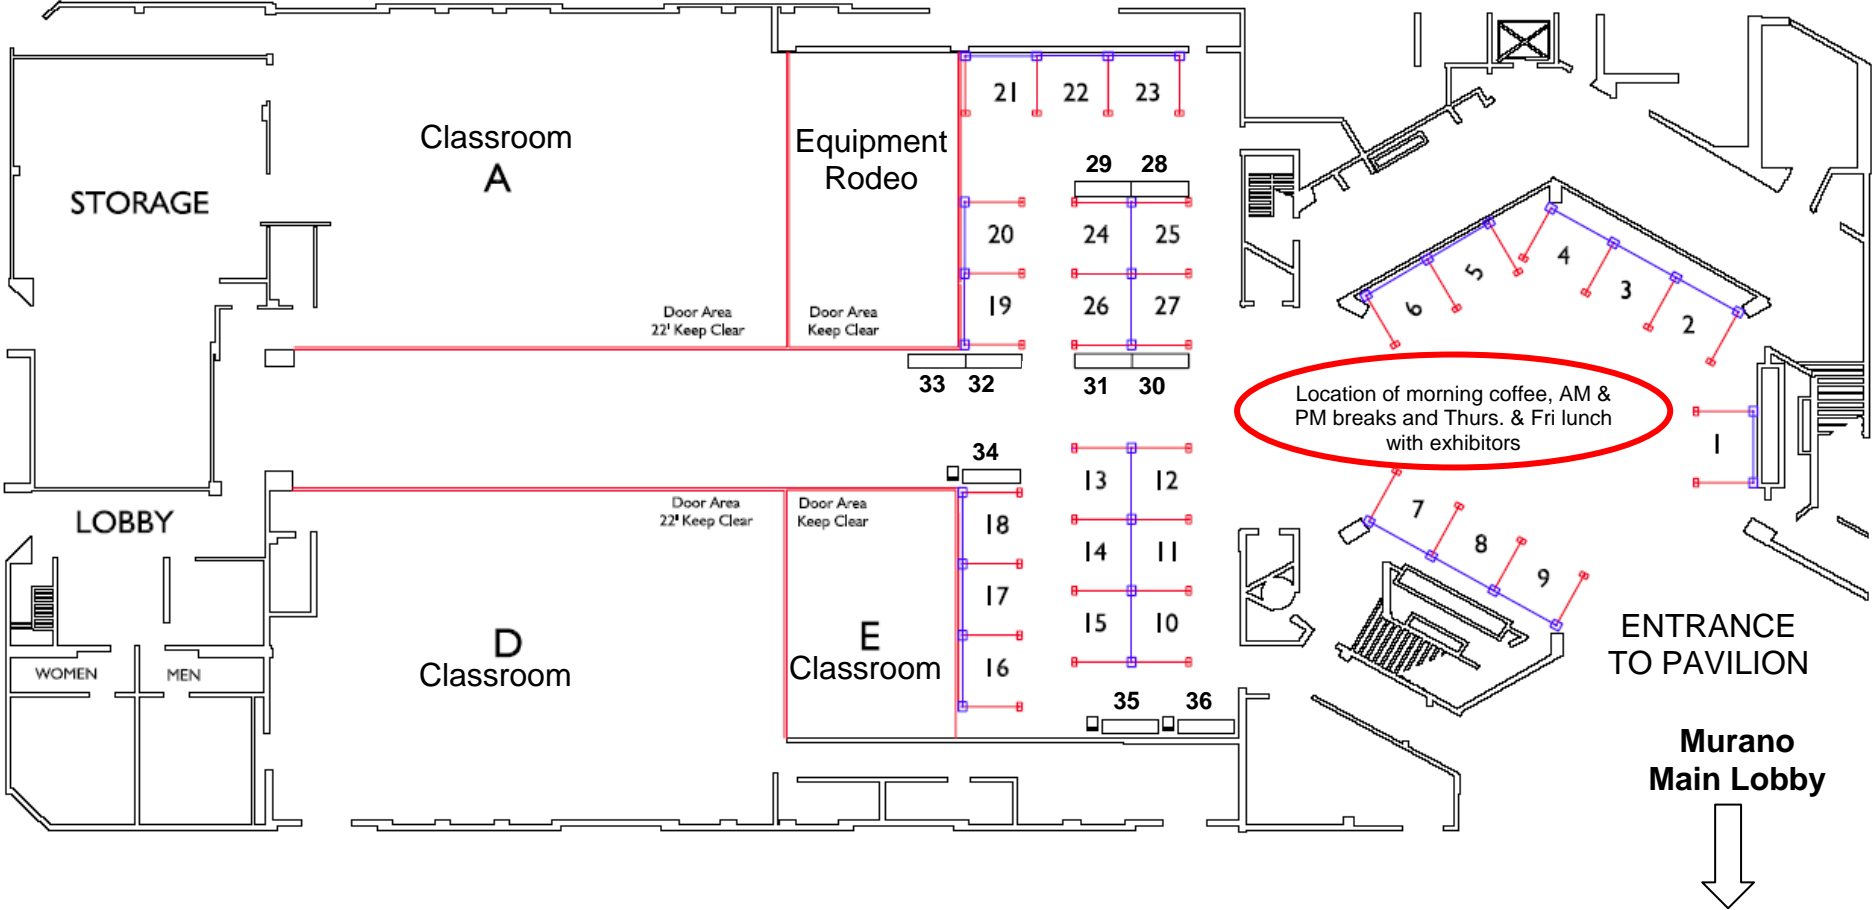 21
22
23
Classroom
A
Equipment
Rodeo
29
28
STORAGE
20
24
25
4
5
3
6
2
19
26
27
Door Area
22' Keep Clear
Door Area
Keep Clear
33
32
31
30
Location of morning coffee, AM &
PM breaks and Thurs. & Fri lunch
with exhibitors
1
34
13
12
7
Door Area
22' Keep Clear
Door Area
Keep Clear
LOBBY
18
14
11
8
9
17
15
10
D
Classroom
E
Classroom
16
ENTRANCE
TO PAVILION
WOMEN
MEN
35
36
Murano
Main Lobby